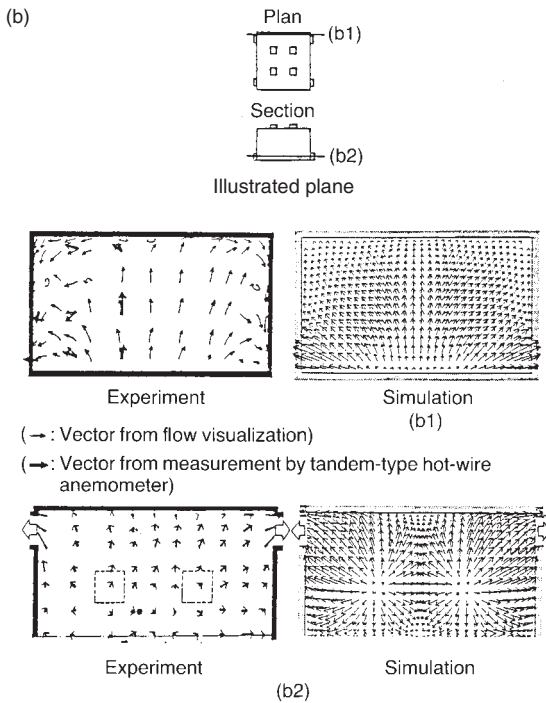 (b)
Plan
(b1)
Section
(b2)
Illustrated plane
Experiment
Simulation
(b1)
(→: Vector from flow visualization)
(→: Vector from measurement by tandem-type hot-wire
anemometer)
Experiment
Simulation
(b2)